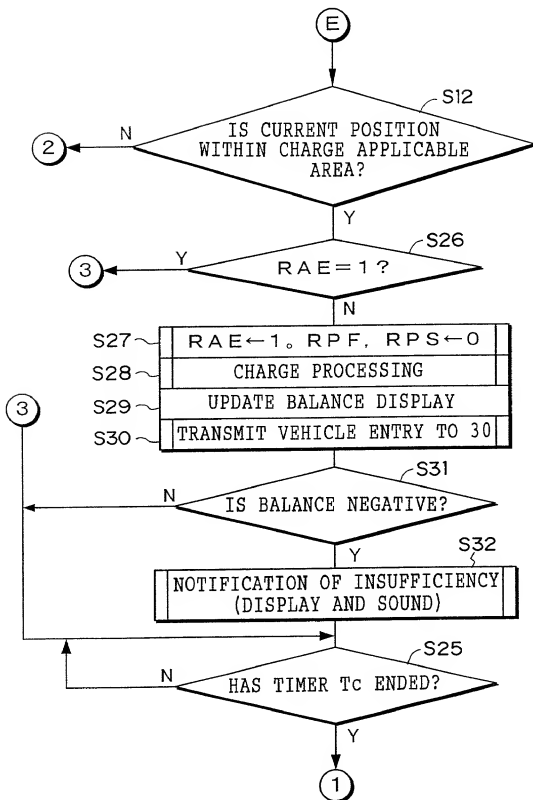 E
S12
IS CURRENT POSITION
WITHIN CHARGE APPLICABLE
AREA?
N
2
Y
S26
RAE=1?
Y
3
N
S27
RAE←1。RPF, RPS←0
S28
CHARGE PROCESSING
3
S29
UPDATE BALANCE DISPLAY
S30
TRANSMIT VEHICLE ENTRY TO 30
S31
N
IS BALANCE NEGATIVE?
Y
S32
NOTIFICATION OF INSUFFICIENCY
(DISPLAY AND SOUND)
S25
N
HAS TIMER Tc ENDED?
Y
1